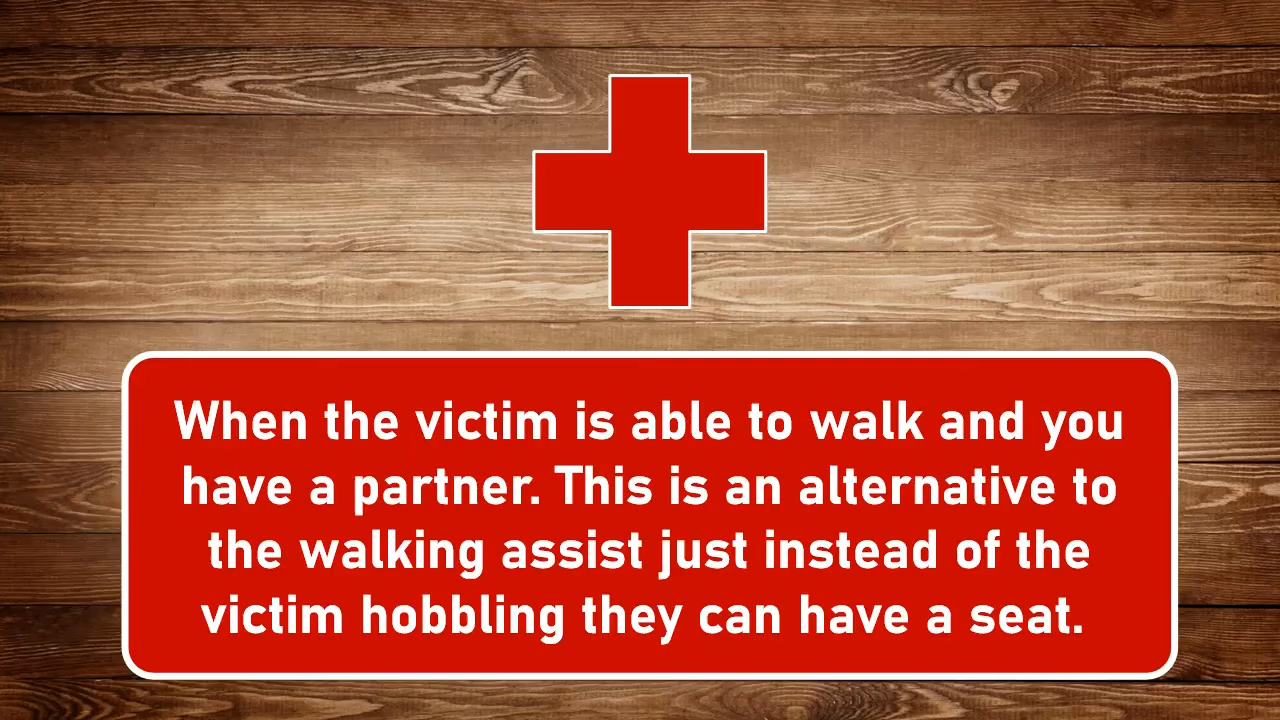 When the victim is able to walk and you
have a partner. This is an alternative to
the walking assist just instead of the
victim hobbling they can have a seat.